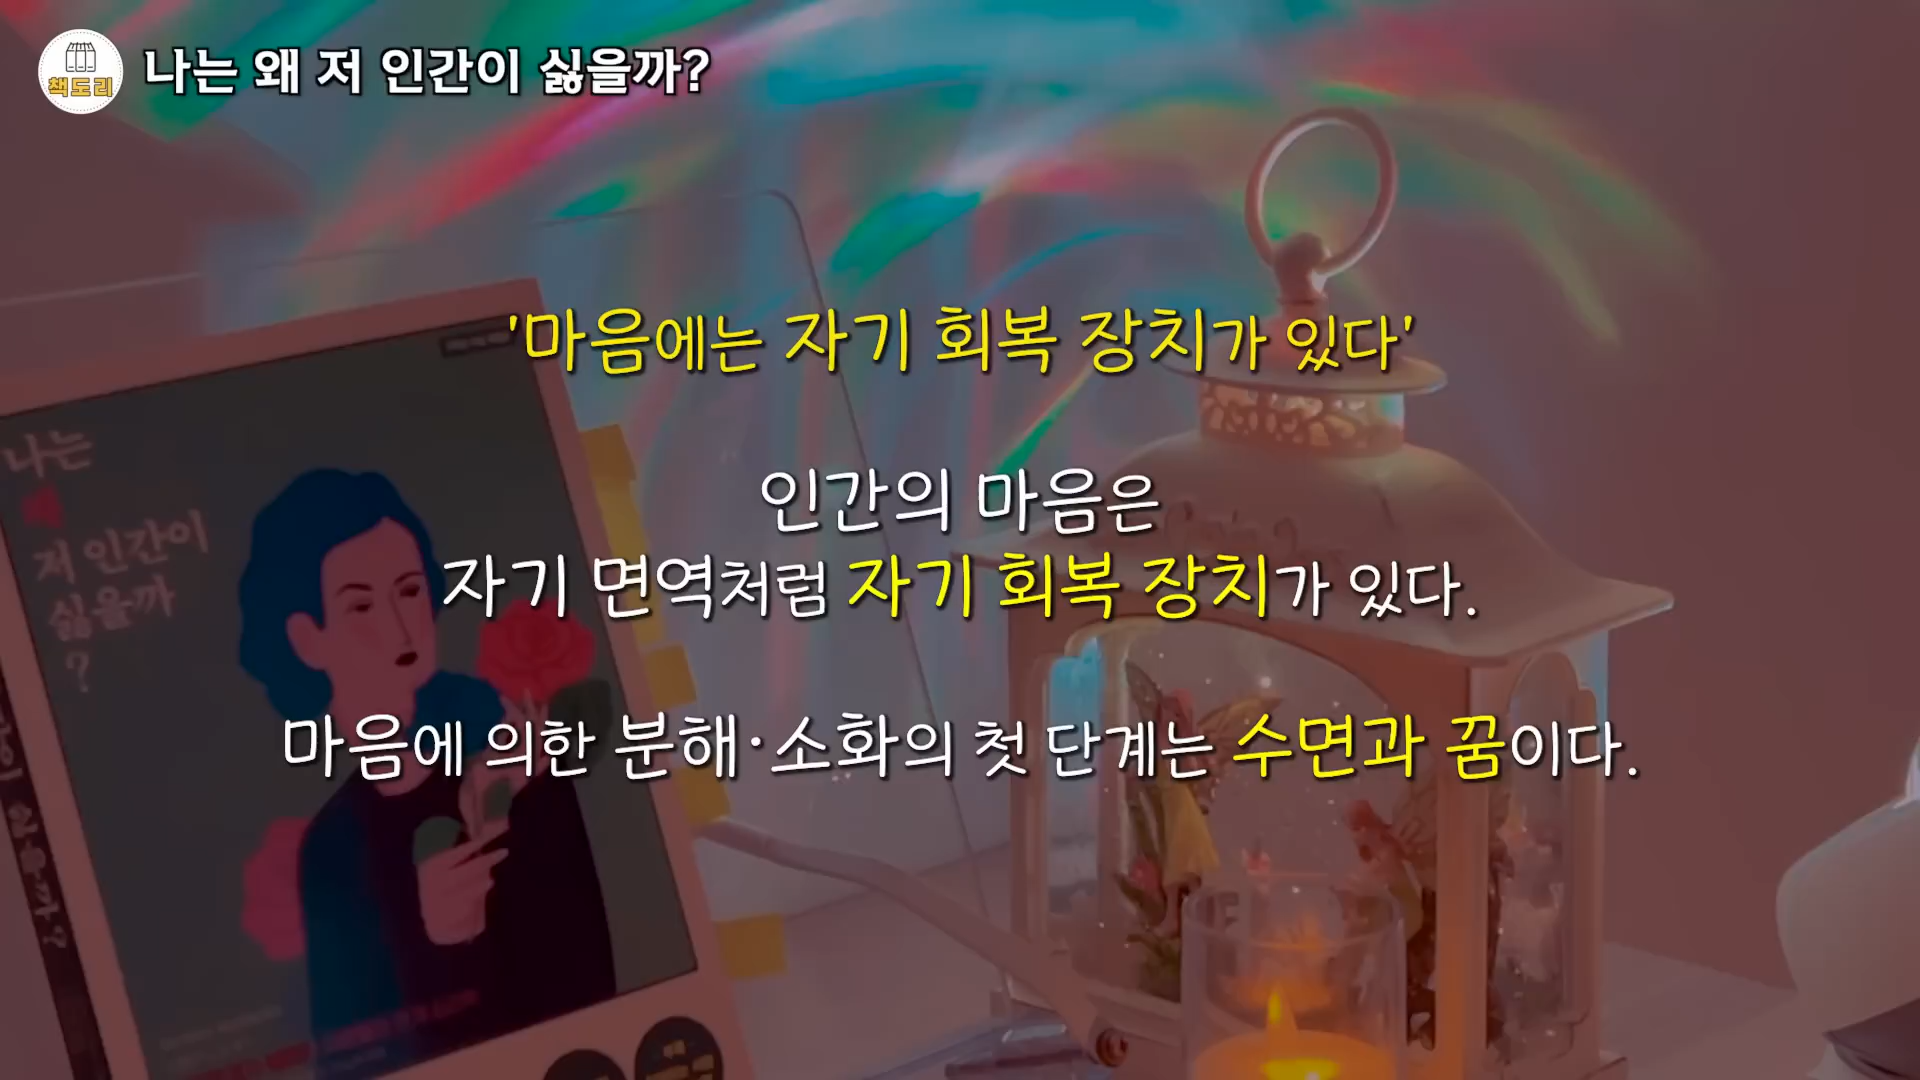 책도리
나는 왜 저 인간이 싫을까?
'마음에는 자기 회복 장치가 있다'
인간의 마음은
자기 면역처럼 자기 회복 장치가 있다.
마음에 의한 분해·소화의 첫 단계는 수면과 꿈이다.
나는
왜
저 인간이
싫을까
?